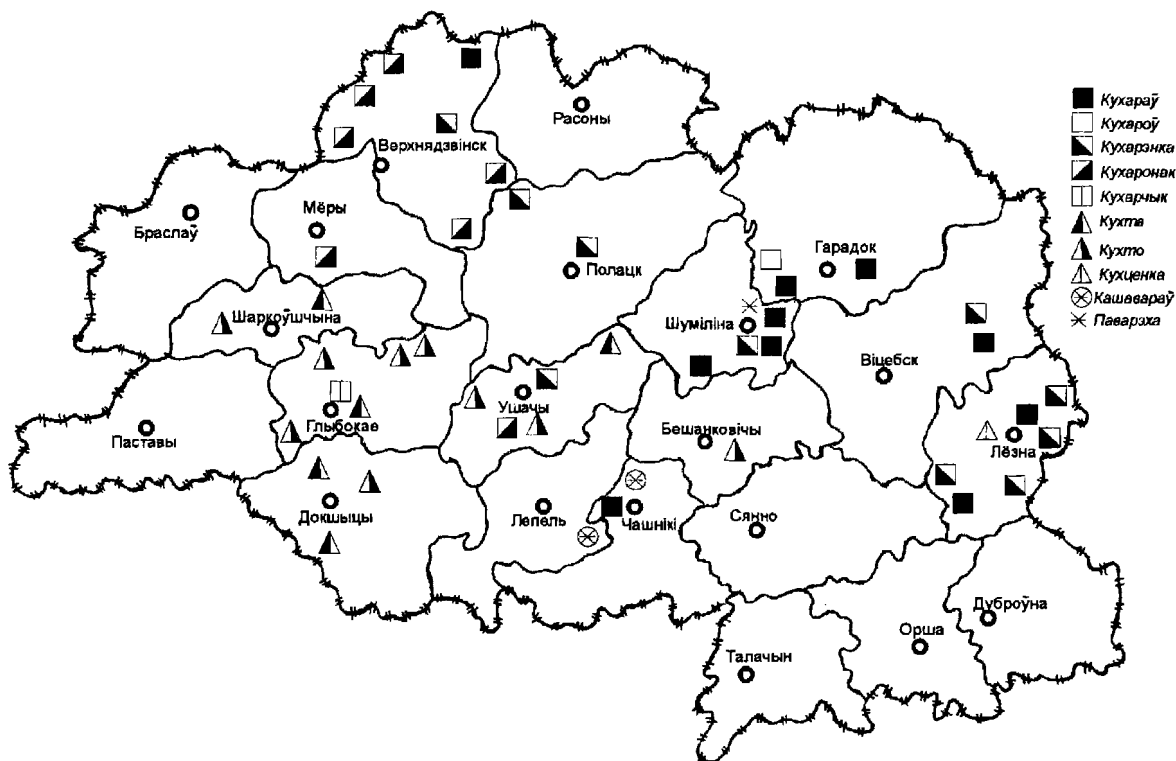 Расоны
Верхнядзвінск
Браслаў
Мёры
Полацк
Гарадок
Шаркоўшчына
Шуміліна
Віцебск
Паставы
Глыбокае
Ушачы
Бешанковічы
Лёзна
Докшыцы
Лепель
Чашнікі
Сянно
Дуброўна
Орша
Талачын
Кухараў
Кухароў
Кухарэнка
Кухаронак
Кухарчык
Кухта
Кухто
Кухценка
Кашавараў
Паварэха